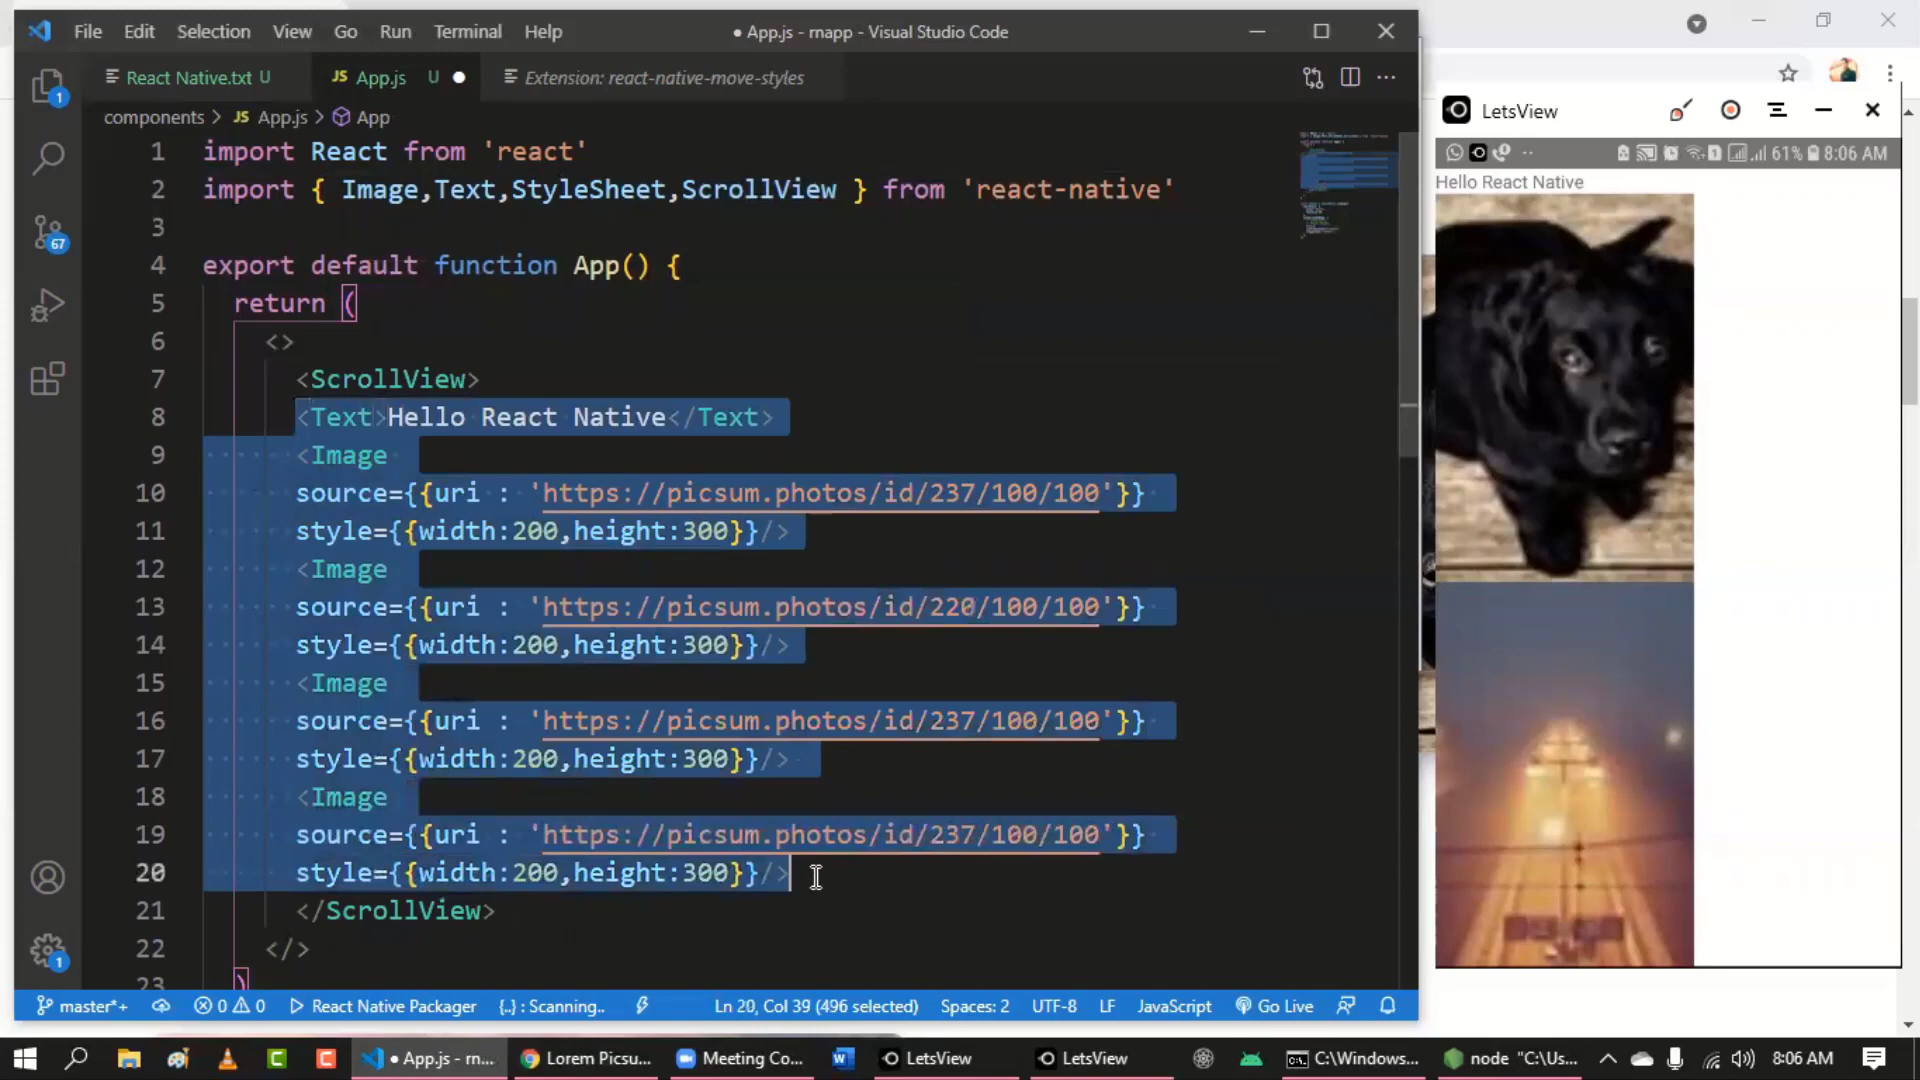 File Edit Selection View Go Run Terminal Help
● App.js - rnapp - Visual Studio Code
React Native.txt U
JS App.js U ●
Extension: react-native-move-styles
components > JS App.js > App
1 import React from 'react'
2 import { Image,Text,StyleSheet,ScrollView } from 'react-native'
3
4 export default function App() {
5 return (
6 <>
7 <ScrollView>
8 <Text>Hello React Native</Text>
9 <Image
10 source={{uri : 'https://picsum.photos/id/237/100/100'}}
11 style={{width:200,height:300}}/>
12 <Image
13 source={{uri : 'https://picsum.photos/id/220/100/100'}}
14 style={{width:200,height:300}}/>
15 <Image
16 source={{uri : 'https://picsum.photos/id/237/100/100'}}
17 style={{width:200,height:300}}/>
18 <Image
19 source={{uri : 'https://picsum.photos/id/237/100/100'}}
20 style={{width:200,height:300}}/>
21 </ScrollView>
22 </>
23 )
1
67
1
master*+ 0 0 React Native Packager {..} : Scanning.. Ln 20, Col 39 (496 selected) Spaces: 2 UTF-8 LF JavaScript Go Live
LetsView
61% 8:06 AM
Hello React Native
● App.js - rn... Lorem Picsu... Meeting Co... LetsView LetsView C:\Windows... node "C:\Us... 8:06 AM